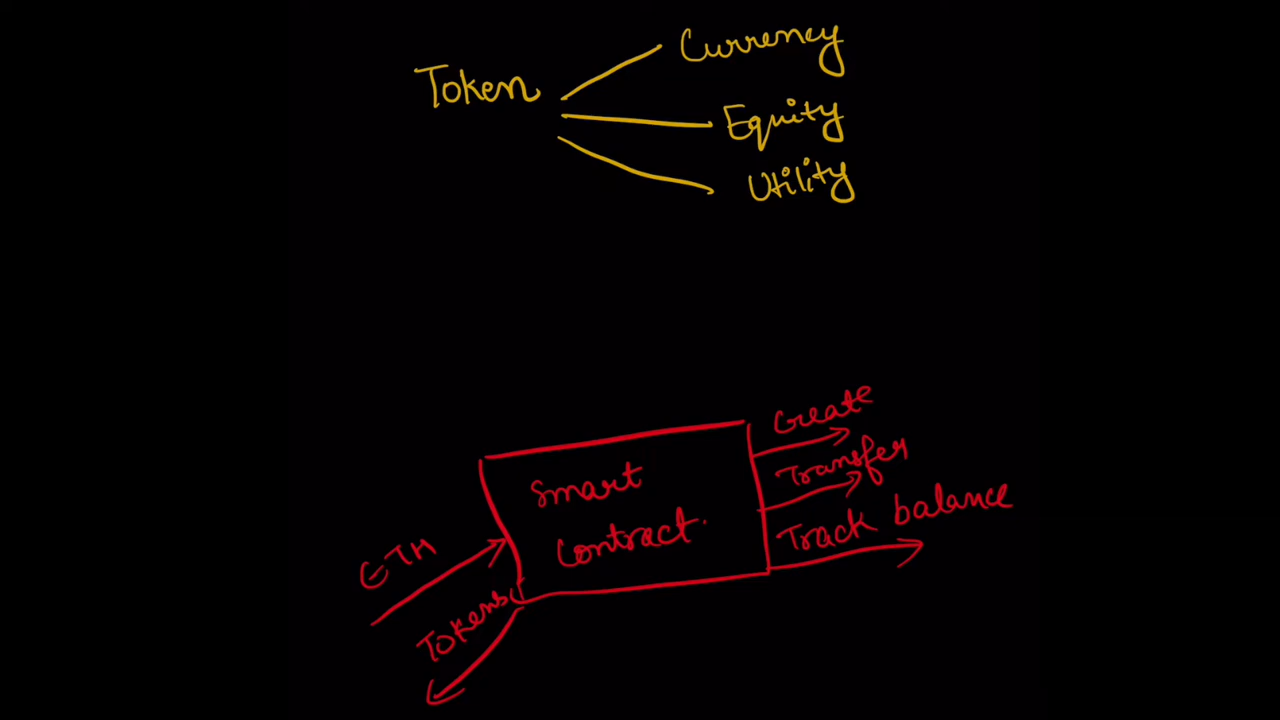 Currency
Token
Equity
Utility
Create
Transfer
Smart
Track balance
contract.
ETH
Tokens